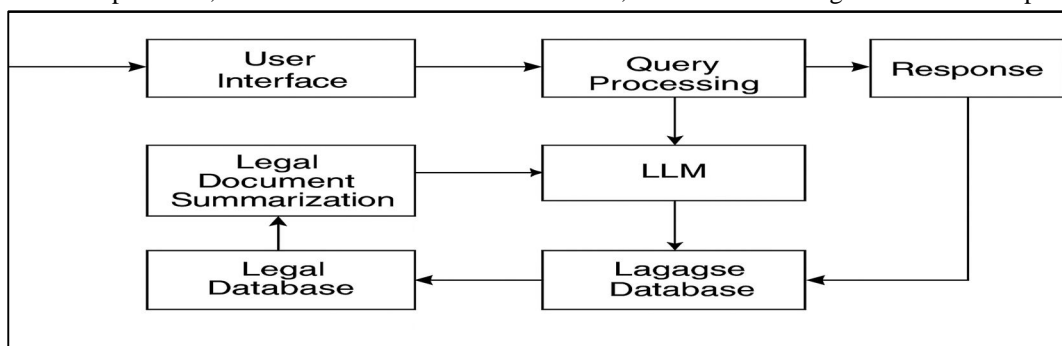 User
Interface
Query
Processing
Response
Legal
Document
Summarization
LLM
Legal
Database
Lagagse
Database